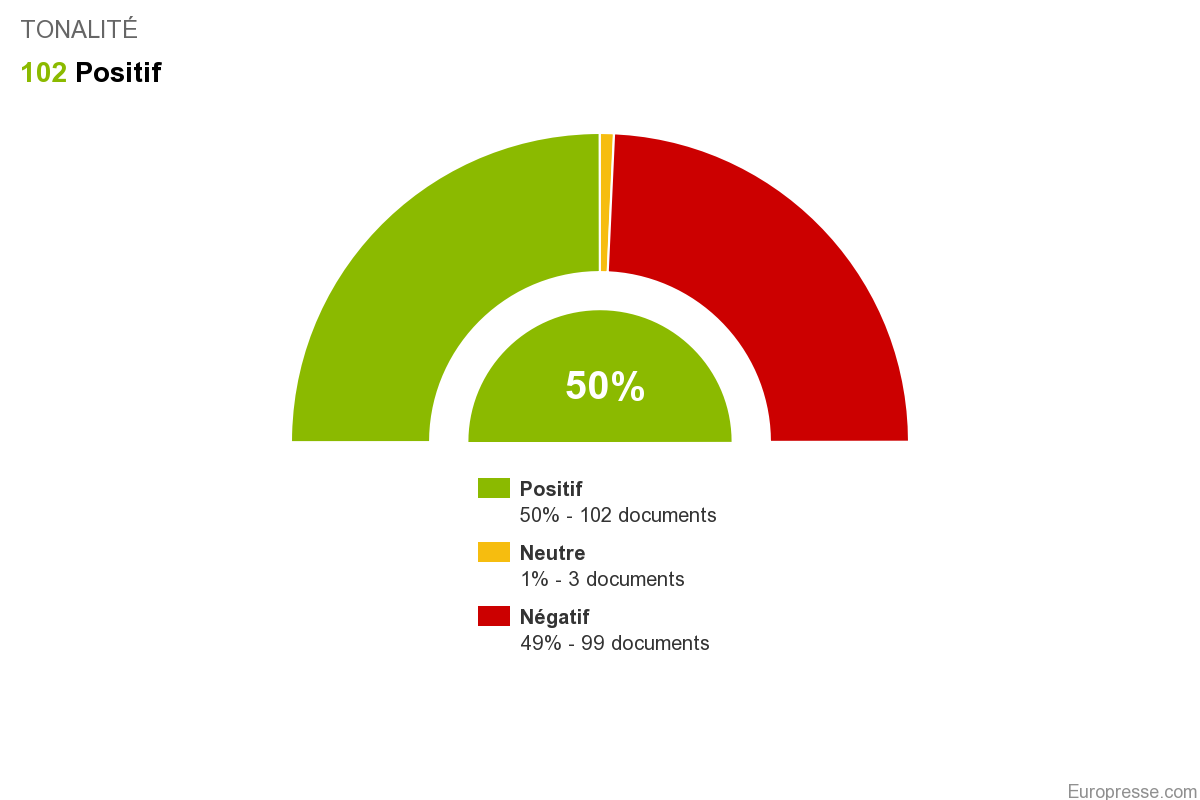 TONALITÉ
102 Positif
50%
Positif
50% - 102 documents
Neutre
1% - 3 documents
Négatif
49% - 99 documents
Europresse.com